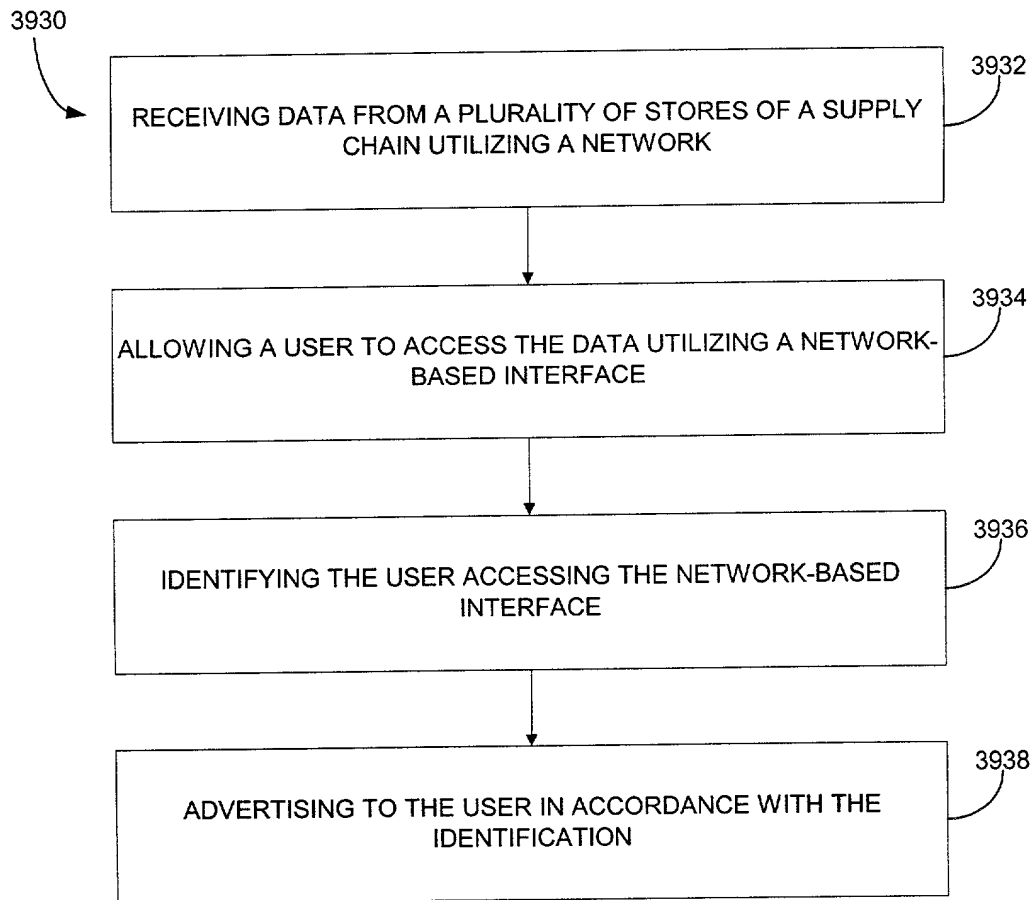 3930
3932
RECEIVING DATA FROM A PLURALITY OF STORES OF A SUPPLY
CHAIN UTILIZING A NETWORK
3934
ALLOWING A USER TO ACCESS THE DATA UTILIZING A NETWORK-
BASED INTERFACE
3936
IDENTIFYING THE USER ACCESSING THE NETWORK-BASED
INTERFACE
3938
ADVERTISING TO THE USER IN ACCORDANCE WITH THE
IDENTIFICATION